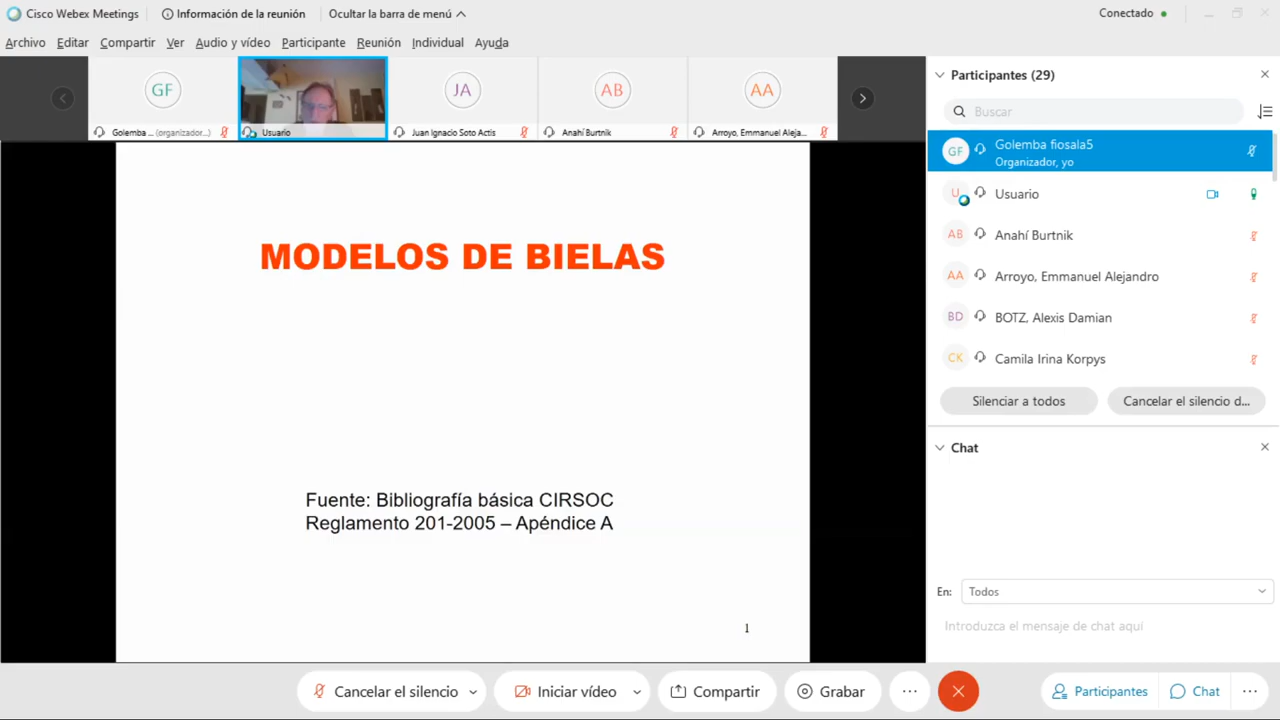 Cisco Webex Meetings
Información de la reunión
Ocultar la barra de menú
Conectado
Archivo Editar Compartir Ver Audio y vídeo Participante Reunión Individual Ayuda
GF
JA
AB
AA
Golemba ... (organizador...)
Usuario
Juan Ignacio Soto Actis
Anahí Burtnik
Arroyo, Emmanuel Aleja...
MODELOS DE BIELAS
Fuente: Bibliografía básica CIRSOC
Reglamento 201-2005 – Apéndice A
1
Participantes (29)
Buscar
GF Golemba fiosala5
Organizador, yo
U Usuario
AB Anahí Burtnik
AA Arroyo, Emmanuel Alejandro
BD BOTZ, Alexis Damian
CK Camila Irina Korpys
Silenciar a todos
Cancelar el silencio d...
Chat
En: Todos
Introduzca el mensaje de chat aquí
Cancelar el silencio
Iniciar vídeo
Compartir
Grabar
Participantes
Chat